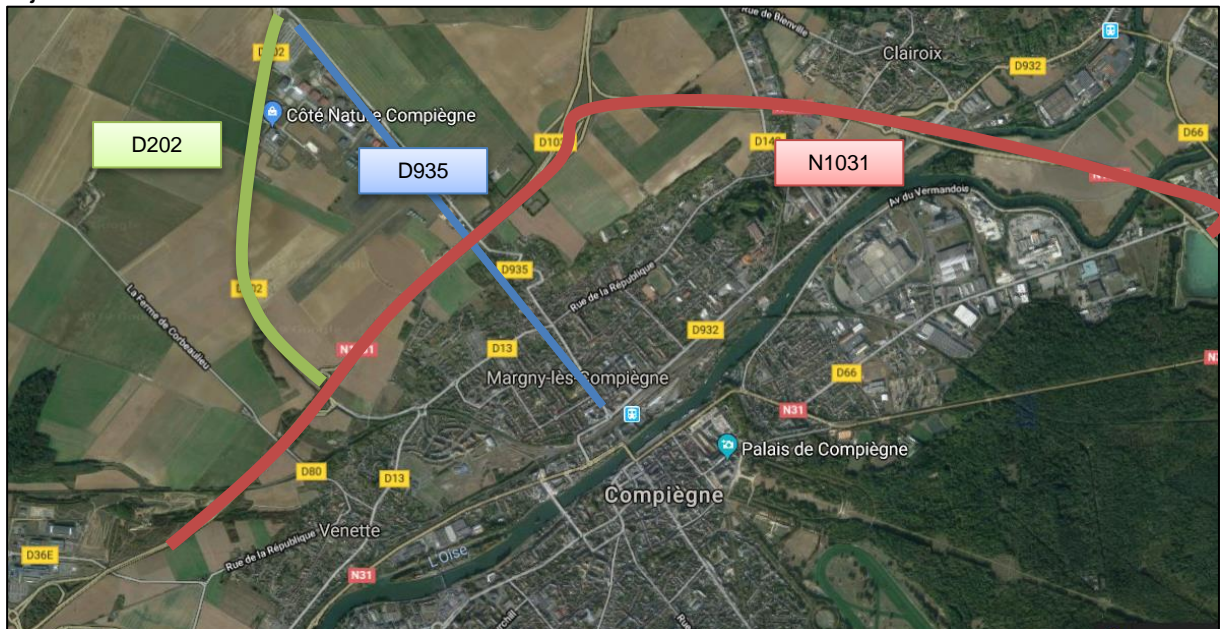 Rue de Bienville
Clairoix
D932
Côté Nature Compiègne
D202
D935
N1031
D66
Av du Vermandois
D935
Rue de la République
La Ferme de Corbeaulieu
D932
D13
Margny-lès-Compiègne
D66
N31
Palais de Compiègne
D80
D13
Compiègne
Venette
D36E
Rue de la République
L'Oise
N31